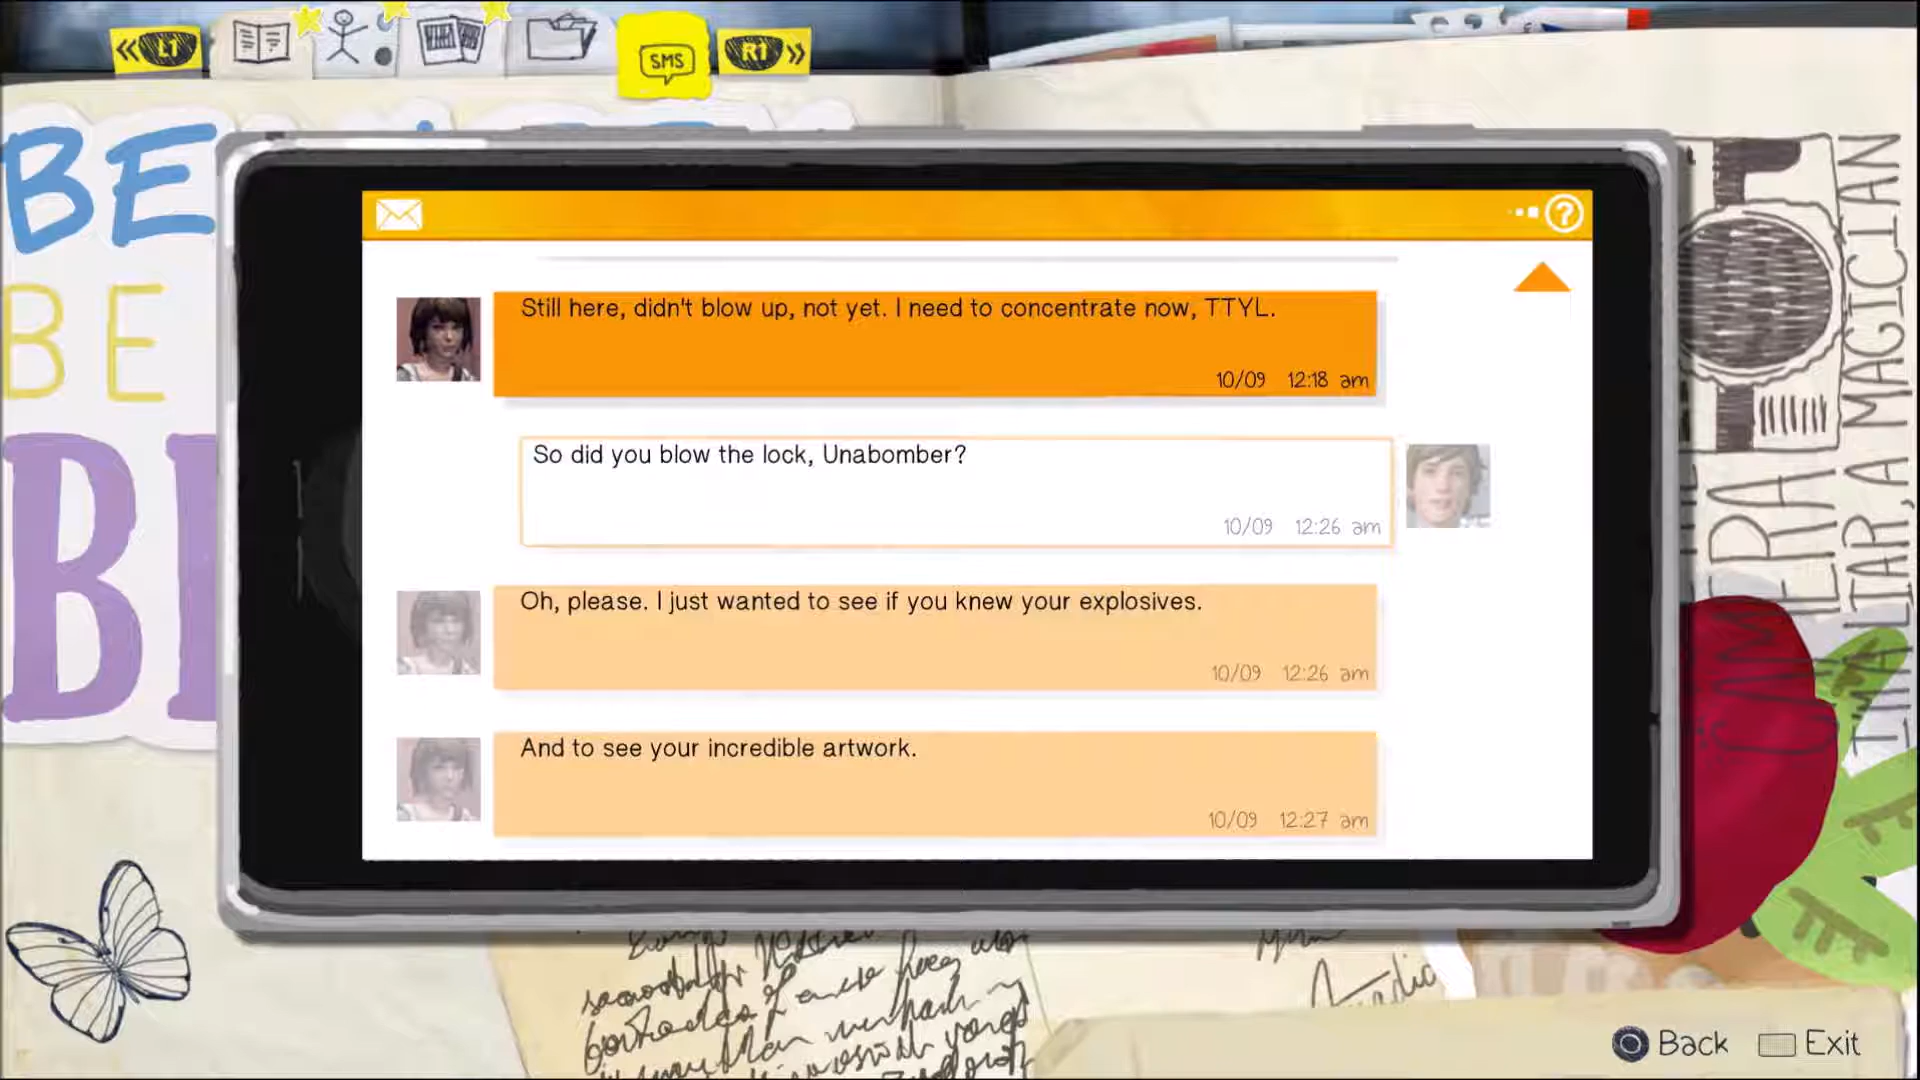 L1
SMS
R1
BE
BE
Still here, didn't blow up, not yet. I need to concentrate now, TTYL.
10/09 12:18 am
So did you blow the lock, Unabomber?
10/09 12:26 am
Oh, please. I just wanted to see if you knew your explosives.
10/09 12:26 am
And to see your incredible artwork.
10/09 12:27 am
LIAR, A MAGICIAN
Back
Exit